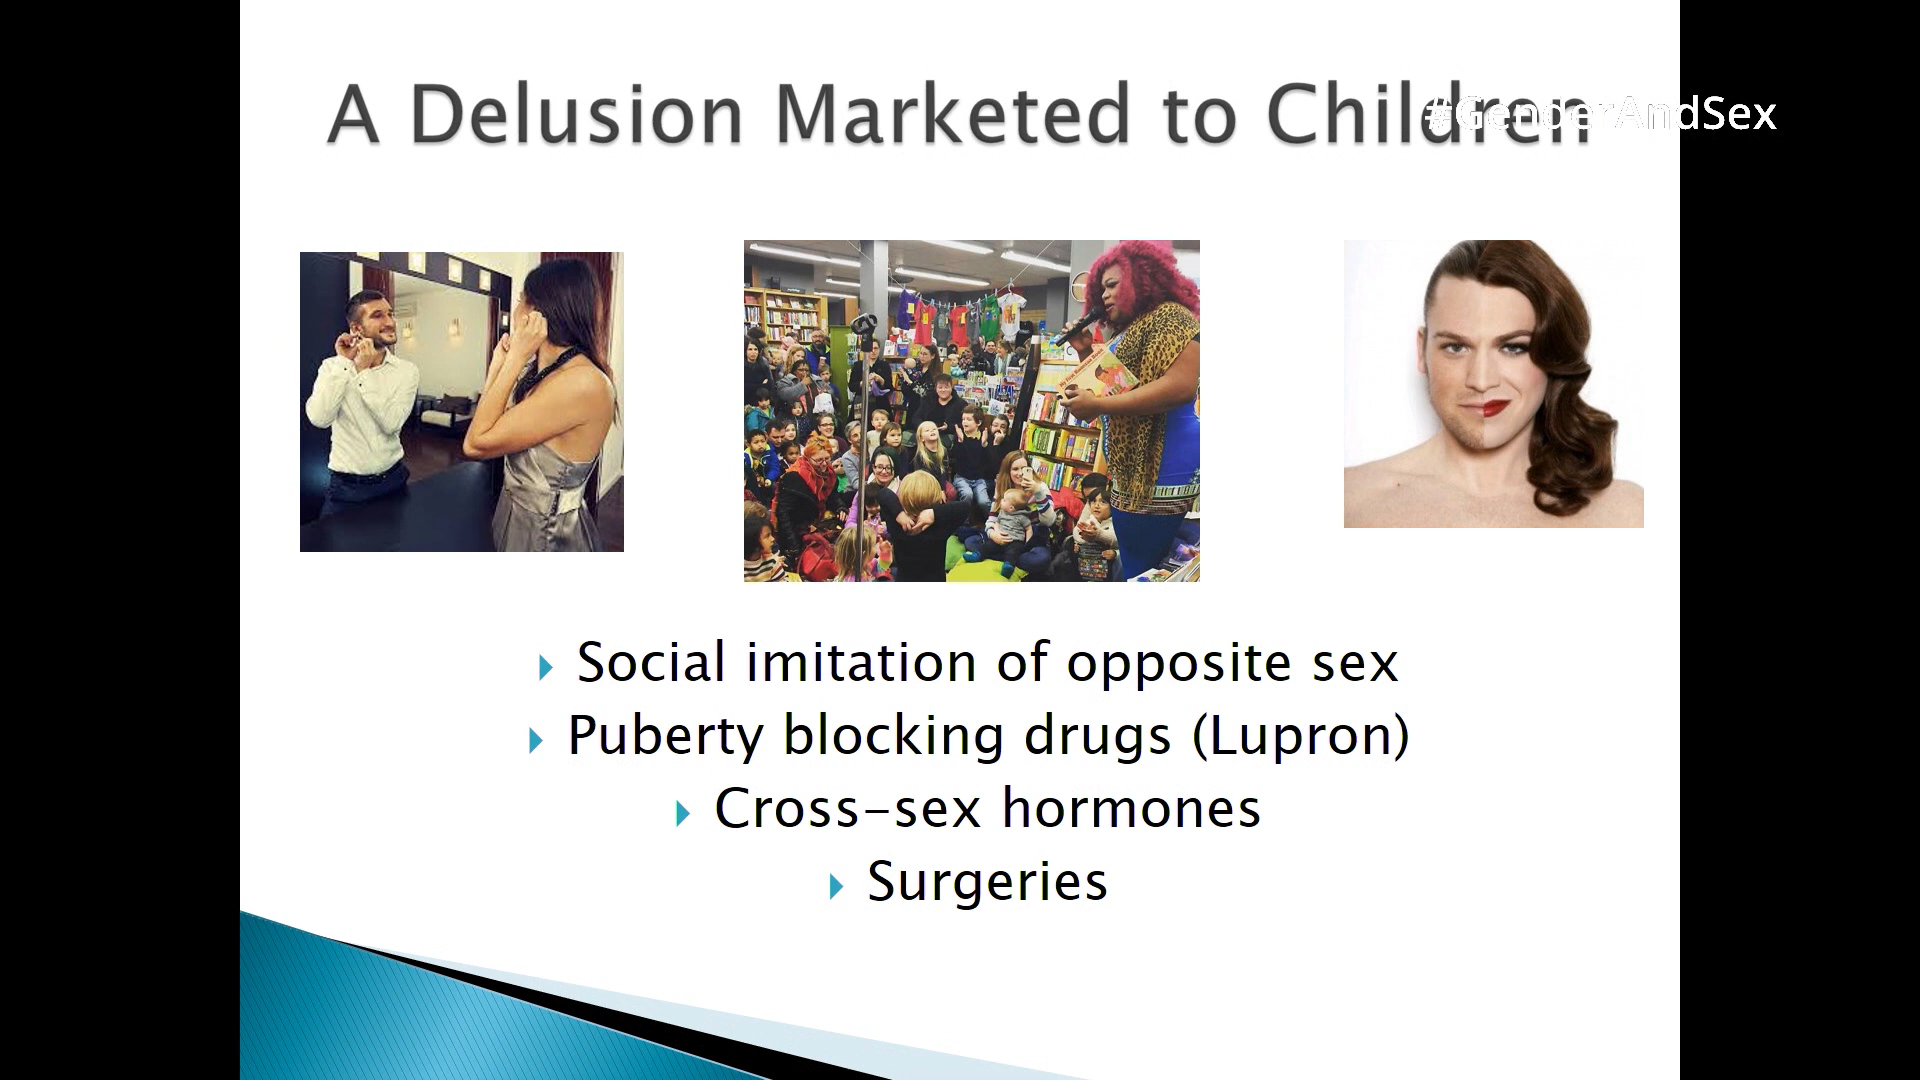 A Delusion Marketed to Children
#GenderAndSex
Social imitation of opposite sex
Puberty blocking drugs (Lupron)
Cross-sex hormones
Surgeries